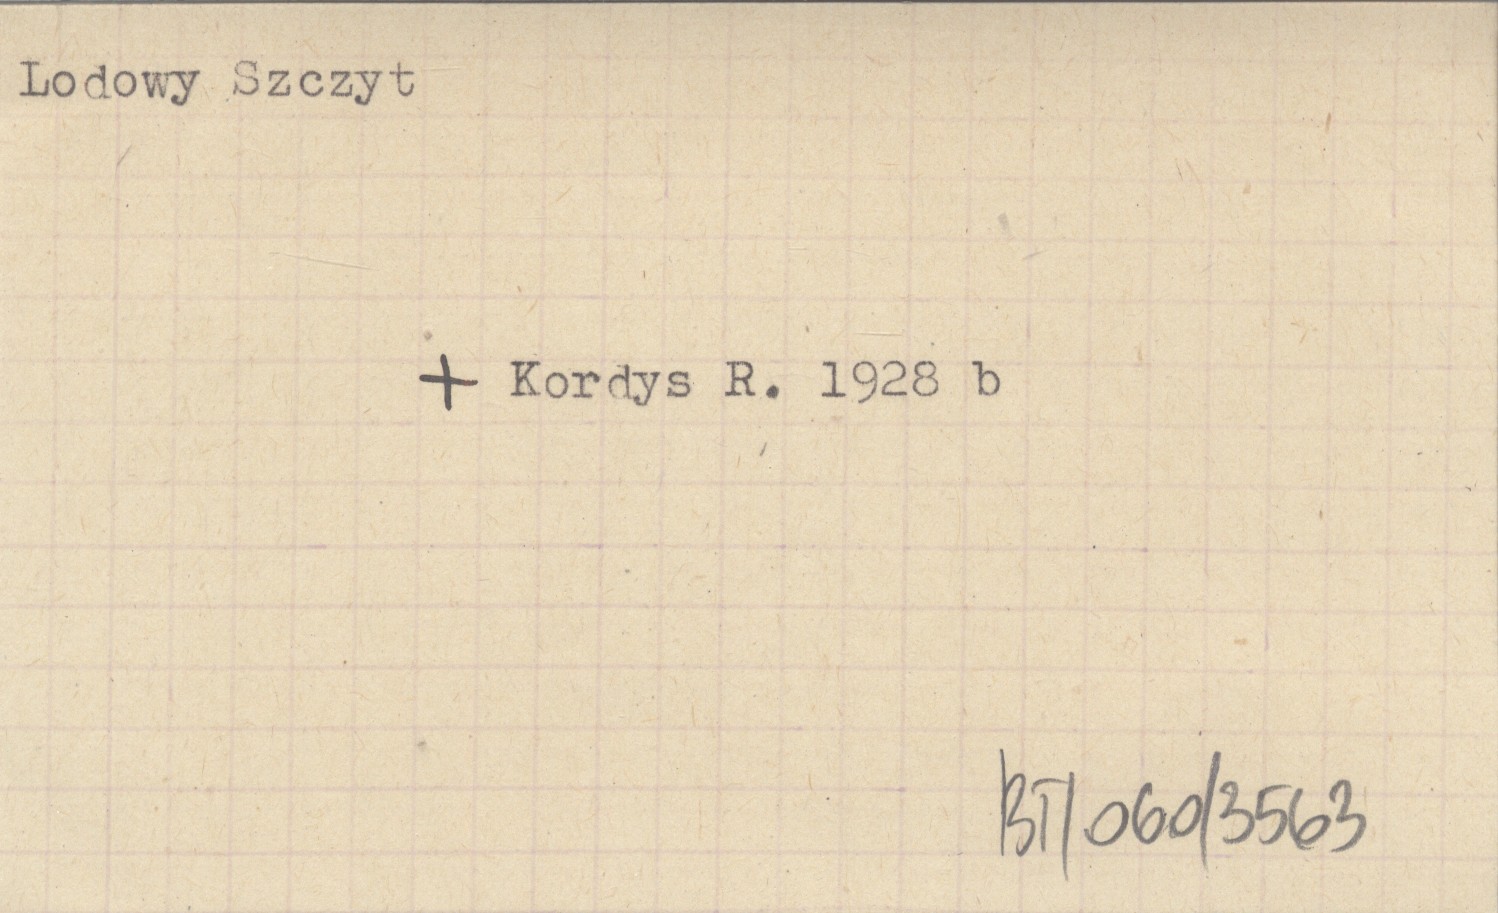 Lodowy Szczyt
+ Kordys R. 1928 b
BT/060/3563